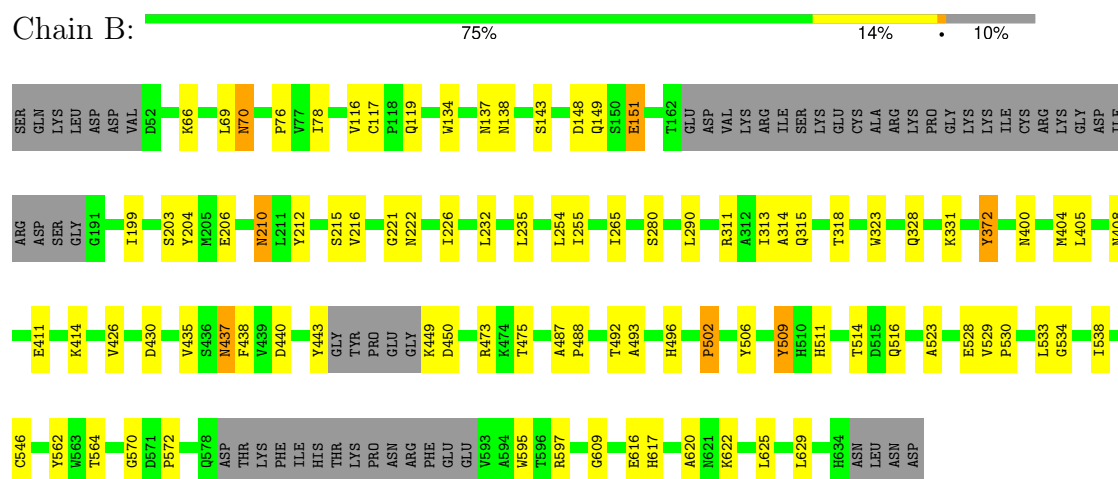 Chain B:
75% 14% • 10%
SER GLN LYS LEU ASP ASP VAL D52 K66 L69 N70 P76 V77 I78 V116 C117 P118 Q119 W134 N137 N138 S143 D148 Q149 S150 E151 T162 GLU ASP VAL LYS ARG ILE SER LYS GLU CYS ALA ARG LYS PRO GLY LYS LYS ILE CYS ARG LYS GLY ASP ILE
ARG ASP SER GLY G191 I199 S203 Y204 M205 E206 N210 L211 Y212 S215 V216 G221 N222 I226 L232 L235 L254 I255 I265 S280 L290 R311 A312 I313 A314 Q315 T318 W323 Q328 K331 Y372 N400 M404 L405 N408
E411 K414 V426 D430 V435 S436 N437 F438 V439 D440 Y443 GLY TYR PRO GLU GLY K449 D450 R473 K474 T475 A487 P488 T492 A493 H496 P502 Y506 Y509 H510 H511 T514 D515 Q516 A523 E528 V529 P530 L533 G534 I538
C546 Y562 W563 T564 G570 D571 P572 Q578 ASP THR LYS PHE ILE HIS THR LYS PRO ASN ARG PHE GLU GLU V593 A594 W595 T596 R597 G609 E616 H617 A620 N621 K622 L625 L629 H634 ASN LEU ASN ASP